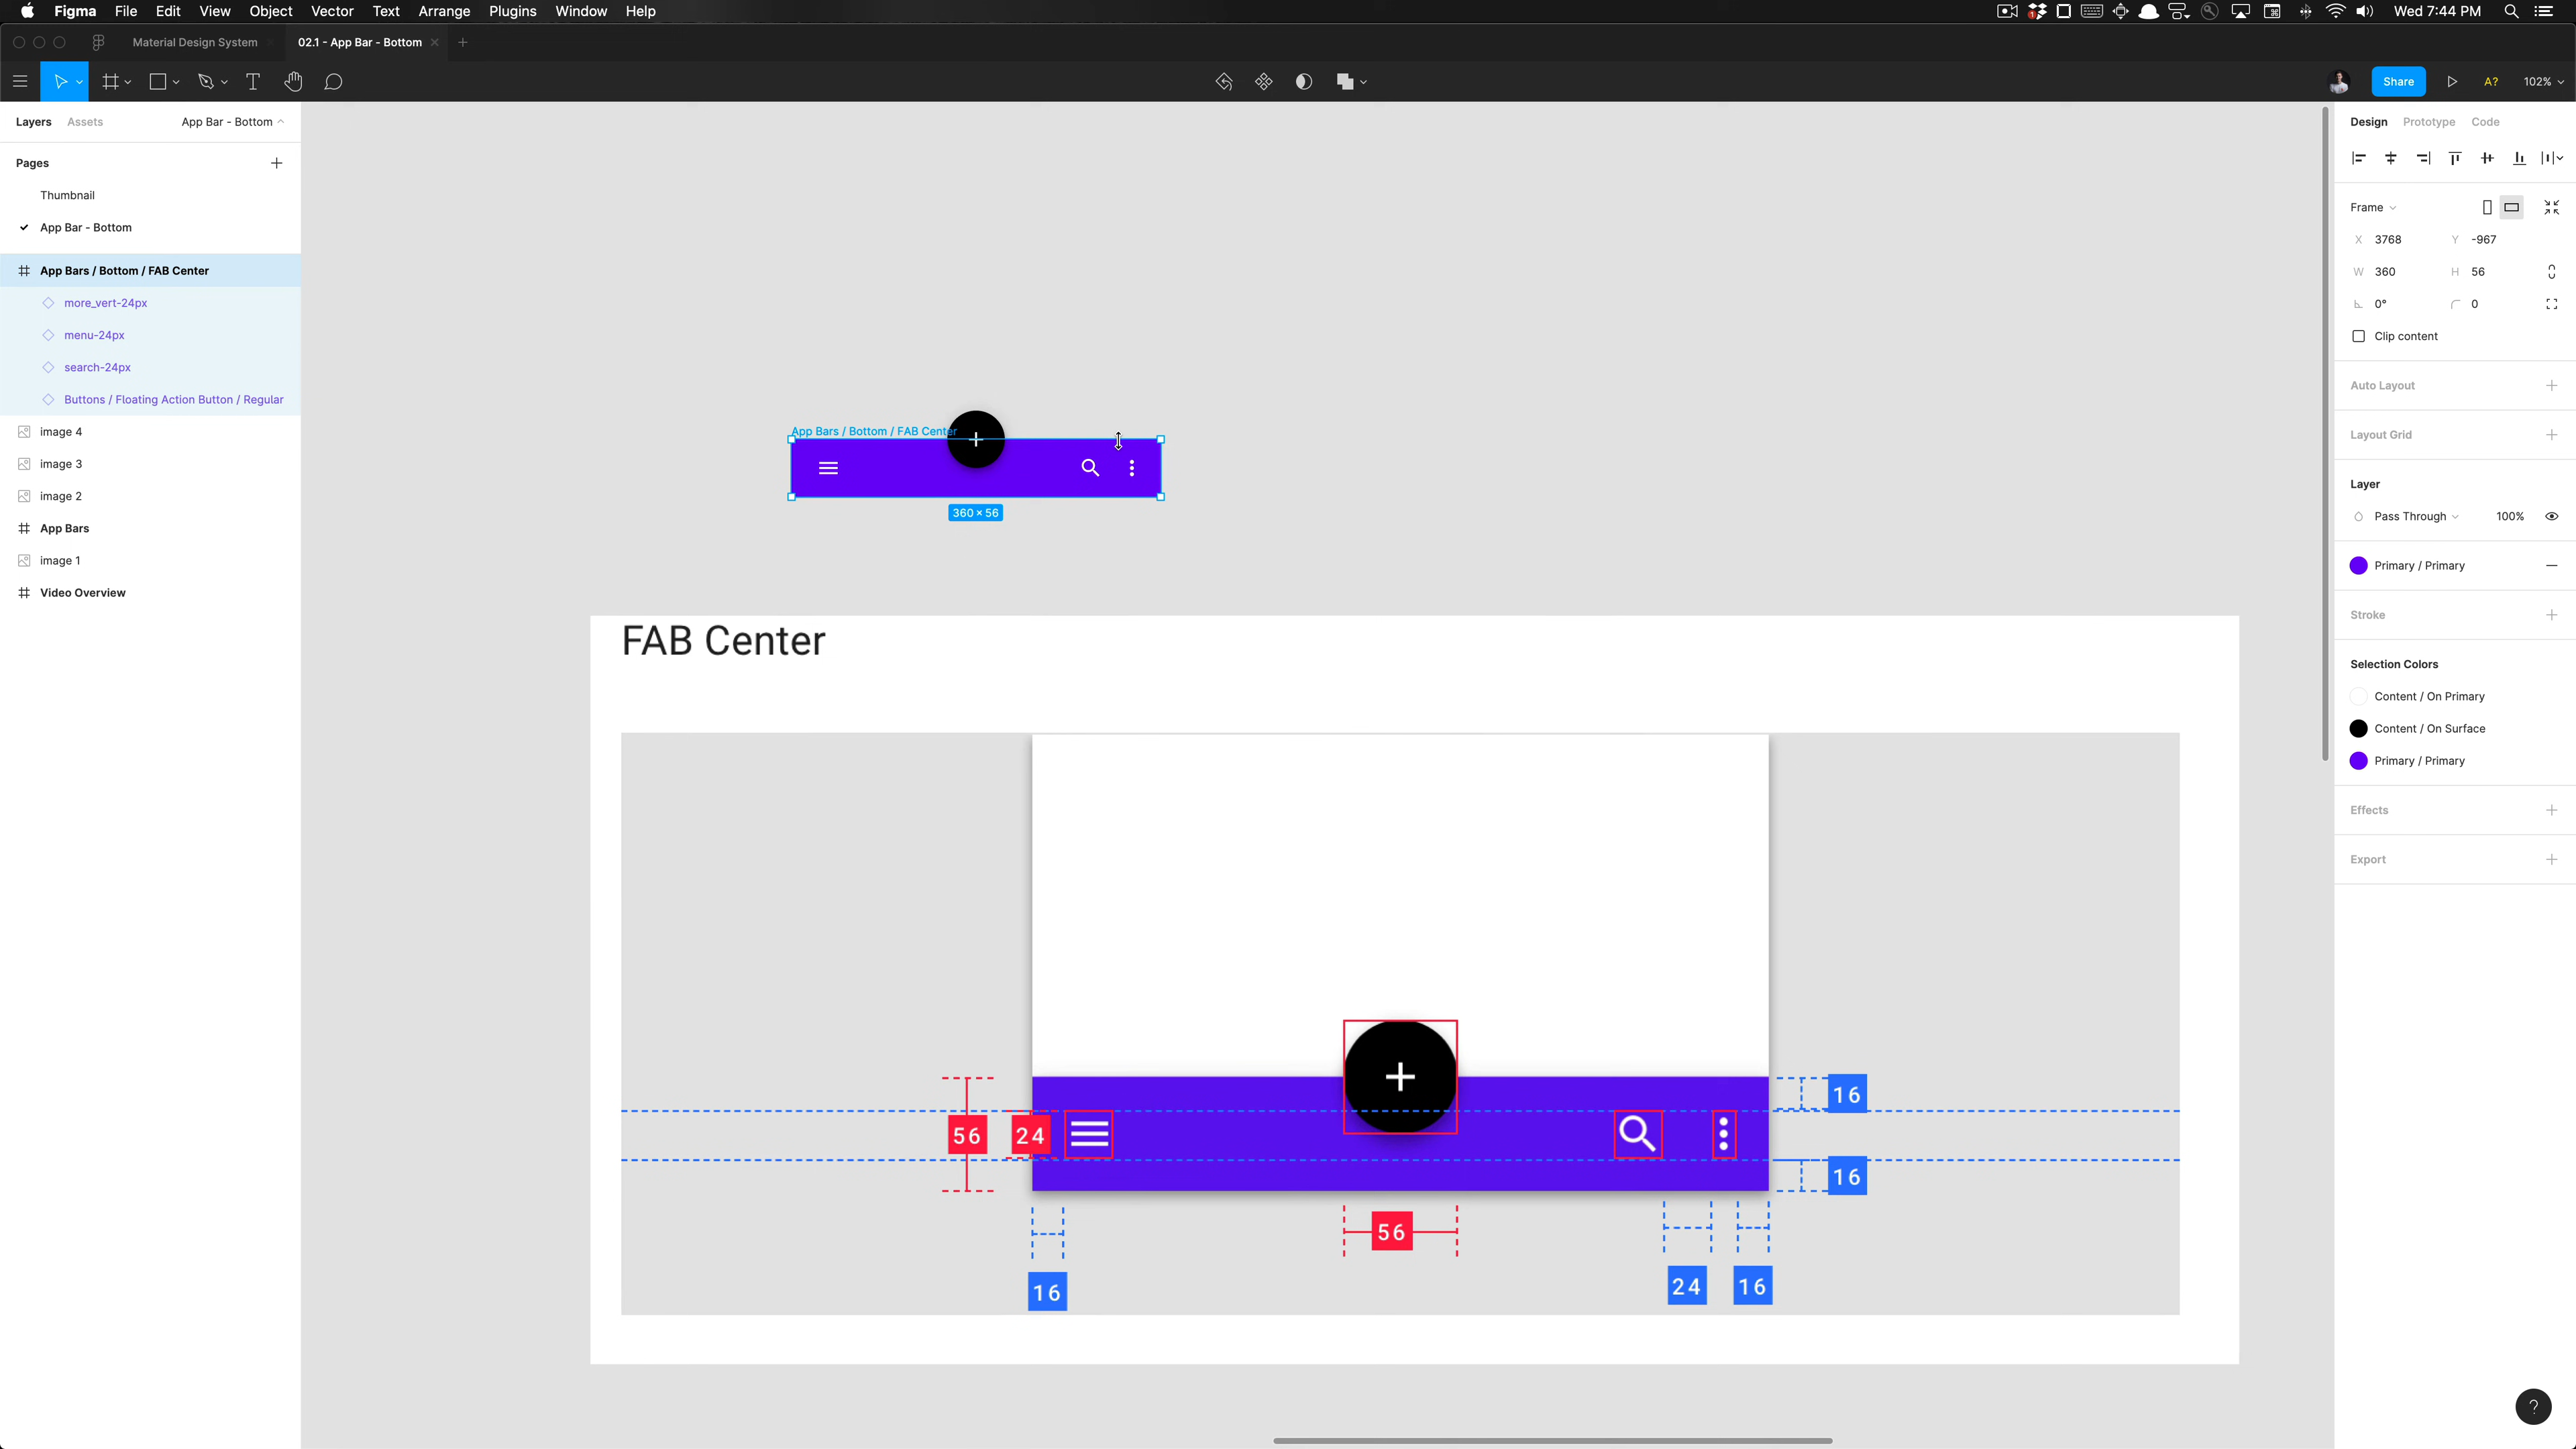 Figma File Edit View Object Vector Text Arrange Plugins Window Help
Wed 7:44 PM
Material Design System
02.1 - App Bar - Bottom
Share
A?
102%
Layers Assets App Bar - Bottom
Pages
Thumbnail
App Bar - Bottom
App Bars / Bottom / FAB Center
more_vert-24px
menu-24px
search-24px
Buttons / Floating Action Button / Regular
image 4
image 3
image 2
App Bars
image 1
Video Overview
App Bars / Bottom / FAB Center
360 × 56
FAB Center
56
24
16
16
56
16
24
16
Design Prototype Code
Frame
X 3768 Y -967
W 360 H 56
0° 0
Clip content
Auto Layout
Layout Grid
Layer
Pass Through 100%
Primary / Primary
Stroke
Selection Colors
Content / On Primary
Content / On Surface
Primary / Primary
Effects
Export
?